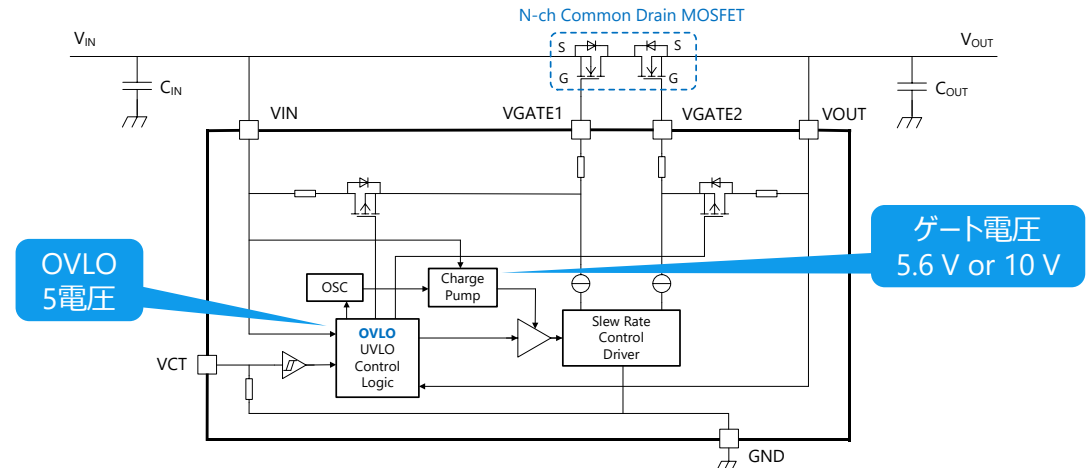 N-ch Common Drain MOSFET
VIN
VOUT
S
S
G
G
CIN
COUT
VIN
VGATE1
VGATE2
VOUT
OVLO
5電圧
ゲート電圧
5.6 V or 10 V
OSC
Charge
Pump
OVLO
UVLO
Control
Logic
Slew Rate
Control
Driver
VCT
GND